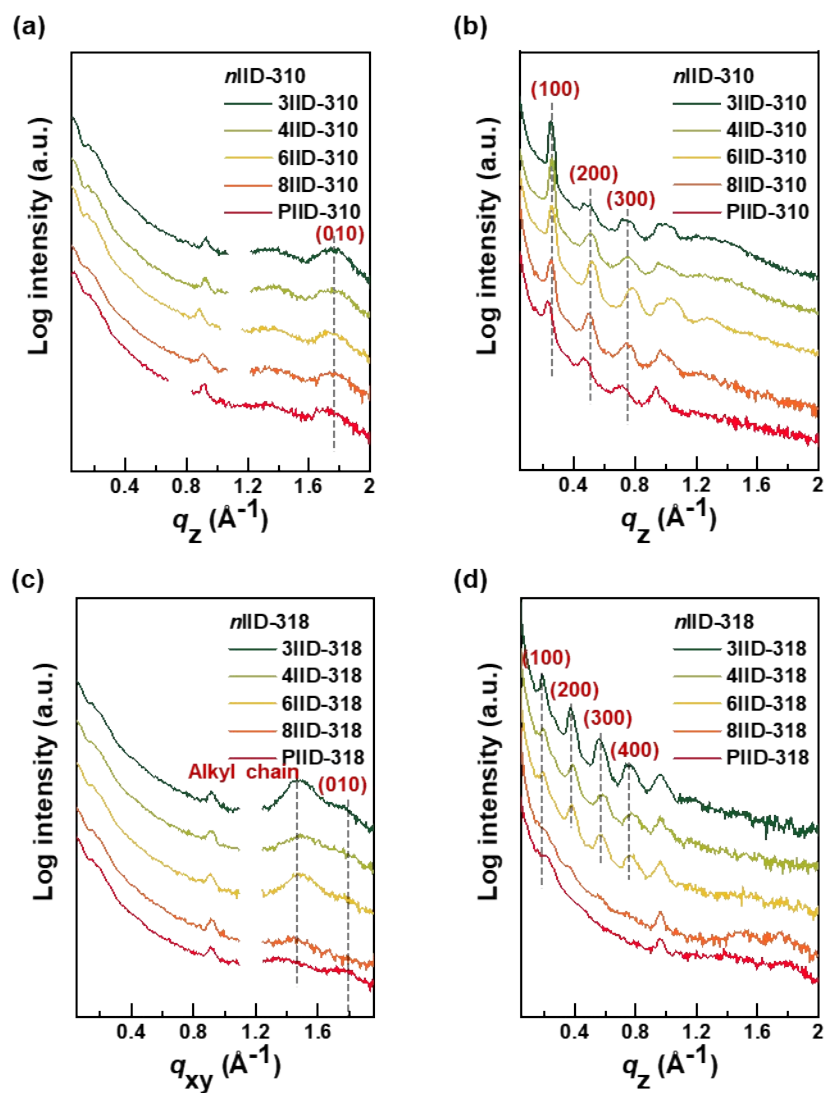 (a)
nIID-310
3IID-310
4IID-310
6IID-310
8IID-310
PIID-310
(010)
Log intensity (a.u.)
0.4 0.8 1.2 1.6 2
qz (Å-1)
(b)
nIID-310
3IID-310
4IID-310
6IID-310
8IID-310
PIID-310
(100)
(200)
(300)
Log intensity (a.u.)
0.4 0.8 1.2 1.6 2
qz (Å-1)
(c)
nIID-318
3IID-318
4IID-318
6IID-318
8IID-318
PIID-318
Alkyl chain
(010)
Log intensity (a.u.)
0.4 0.8 1.2 1.6
qxy (Å-1)
(d)
nIID-318
3IID-318
4IID-318
6IID-318
8IID-318
PIID-318
(100)
(200)
(300)
(400)
Log intensity (a.u.)
0.4 0.8 1.2 1.6 2
qz (Å-1)